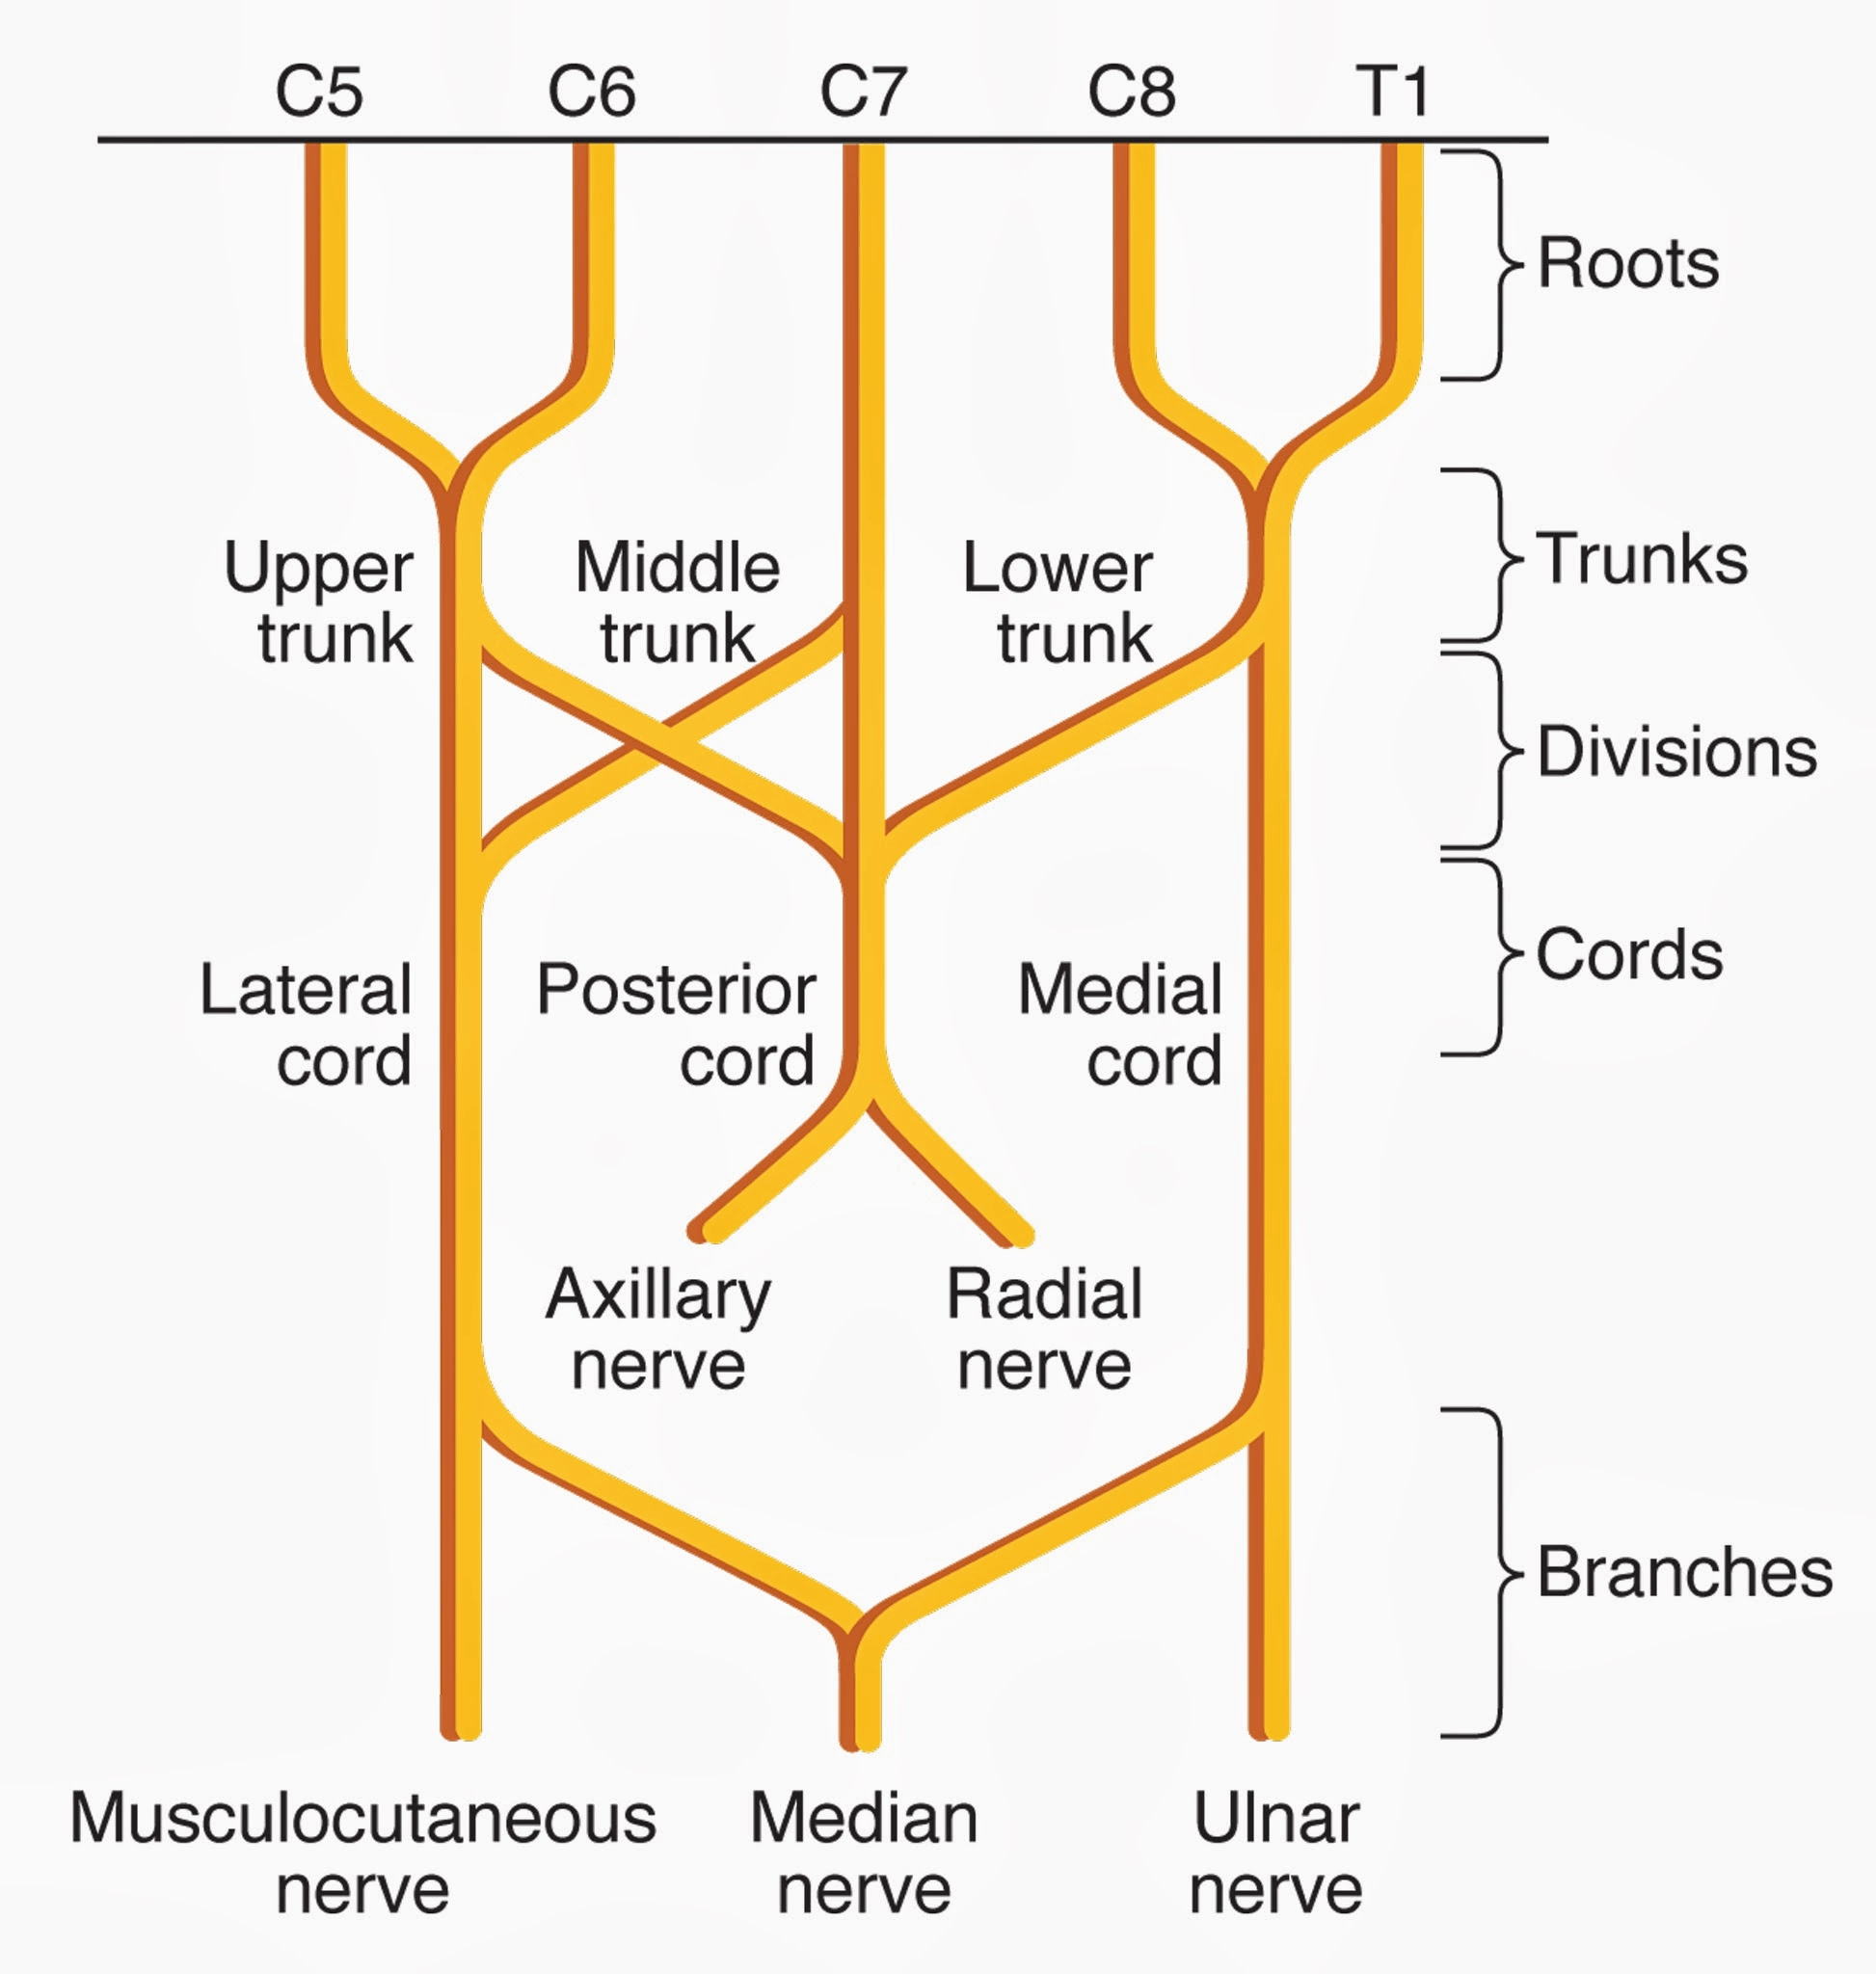 C5 C6 C7 C8 T1
Roots
Upper
trunk
Middle
trunk
Lower
trunk
Trunks
Divisions
Lateral
cord
Posterior
cord
Medial
cord
Cords
Axillary
nerve
Radial
nerve
Branches
Musculocutaneous
nerve
Median
nerve
Ulnar
nerve